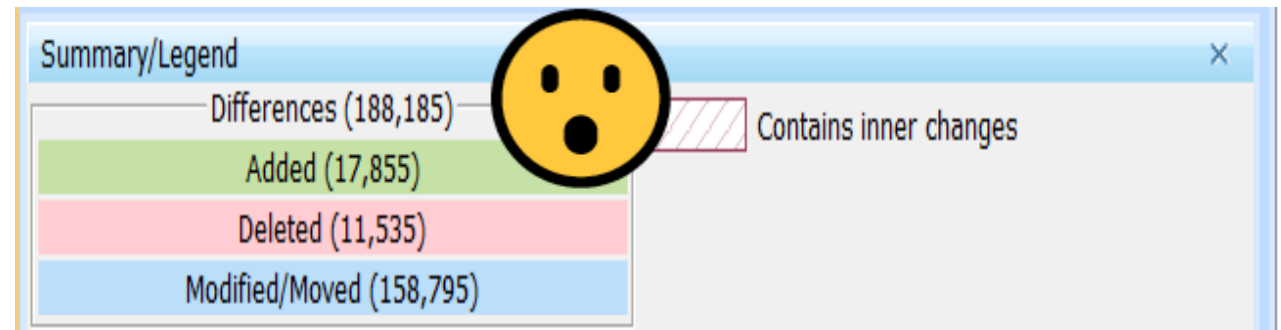 Summary/Legend
Differences (188,185)
Contains inner changes
Added (17,855)
Deleted (11,535)
Modified/Moved (158,795)